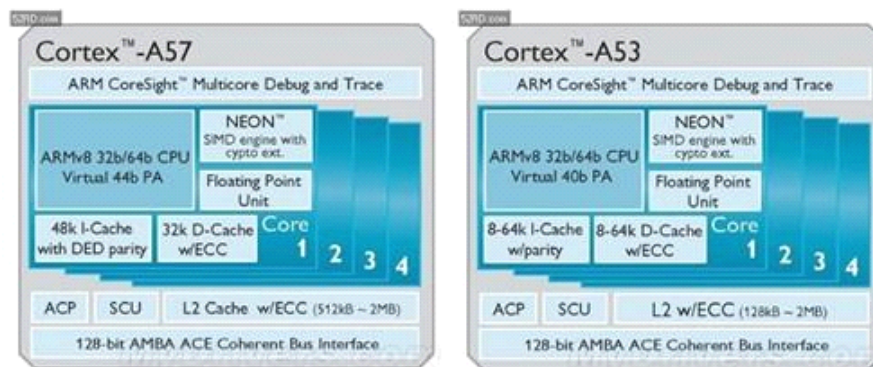 52RD.com
Cortex™-A57
ARM CoreSight™ Multicore Debug and Trace
ARMv8 32b/64b CPU
Virtual 44b PA
NEON™
SIMD engine with
cypto ext.
Floating Point
Unit
48k I-Cache
with DED parity
32k D-Cache
w/ECC
Core
1
2
3
4
ACP
SCU
L2 Cache w/ECC (512kB ~ 2MB)
128-bit AMBA ACE Coherent Bus Interface
52RD.com
Cortex™-A53
ARM CoreSight™ Multicore Debug and Trace
ARMv8 32b/64b CPU
Virtual 40b PA
NEON™
SIMD engine with
cypto ext.
Floating Point
Unit
8-64k I-Cache
w/parity
8-64k D-Cache
w/ECC
Core
1
2
3
4
ACP
SCU
L2 w/ECC (128kB ~ 2MB)
128-bit AMBA ACE Coherent Bus Interface